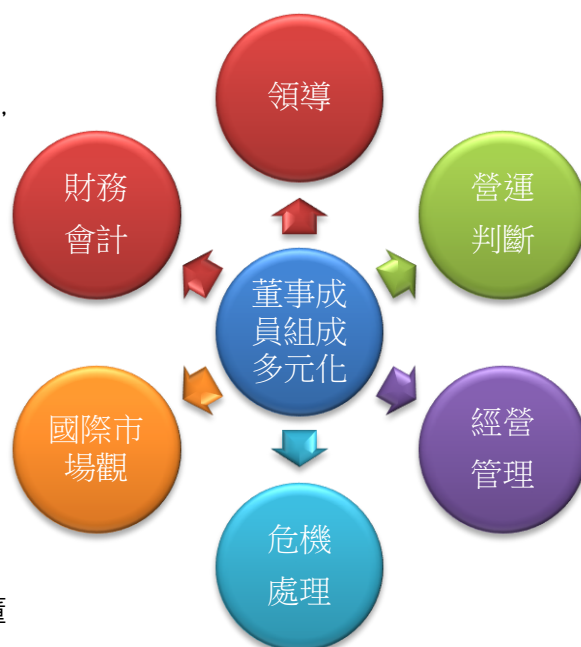 領導
營運
判斷
財務
會計
董事成
員組成
多元化
經營
管理
國際市
場觀
危機
處理